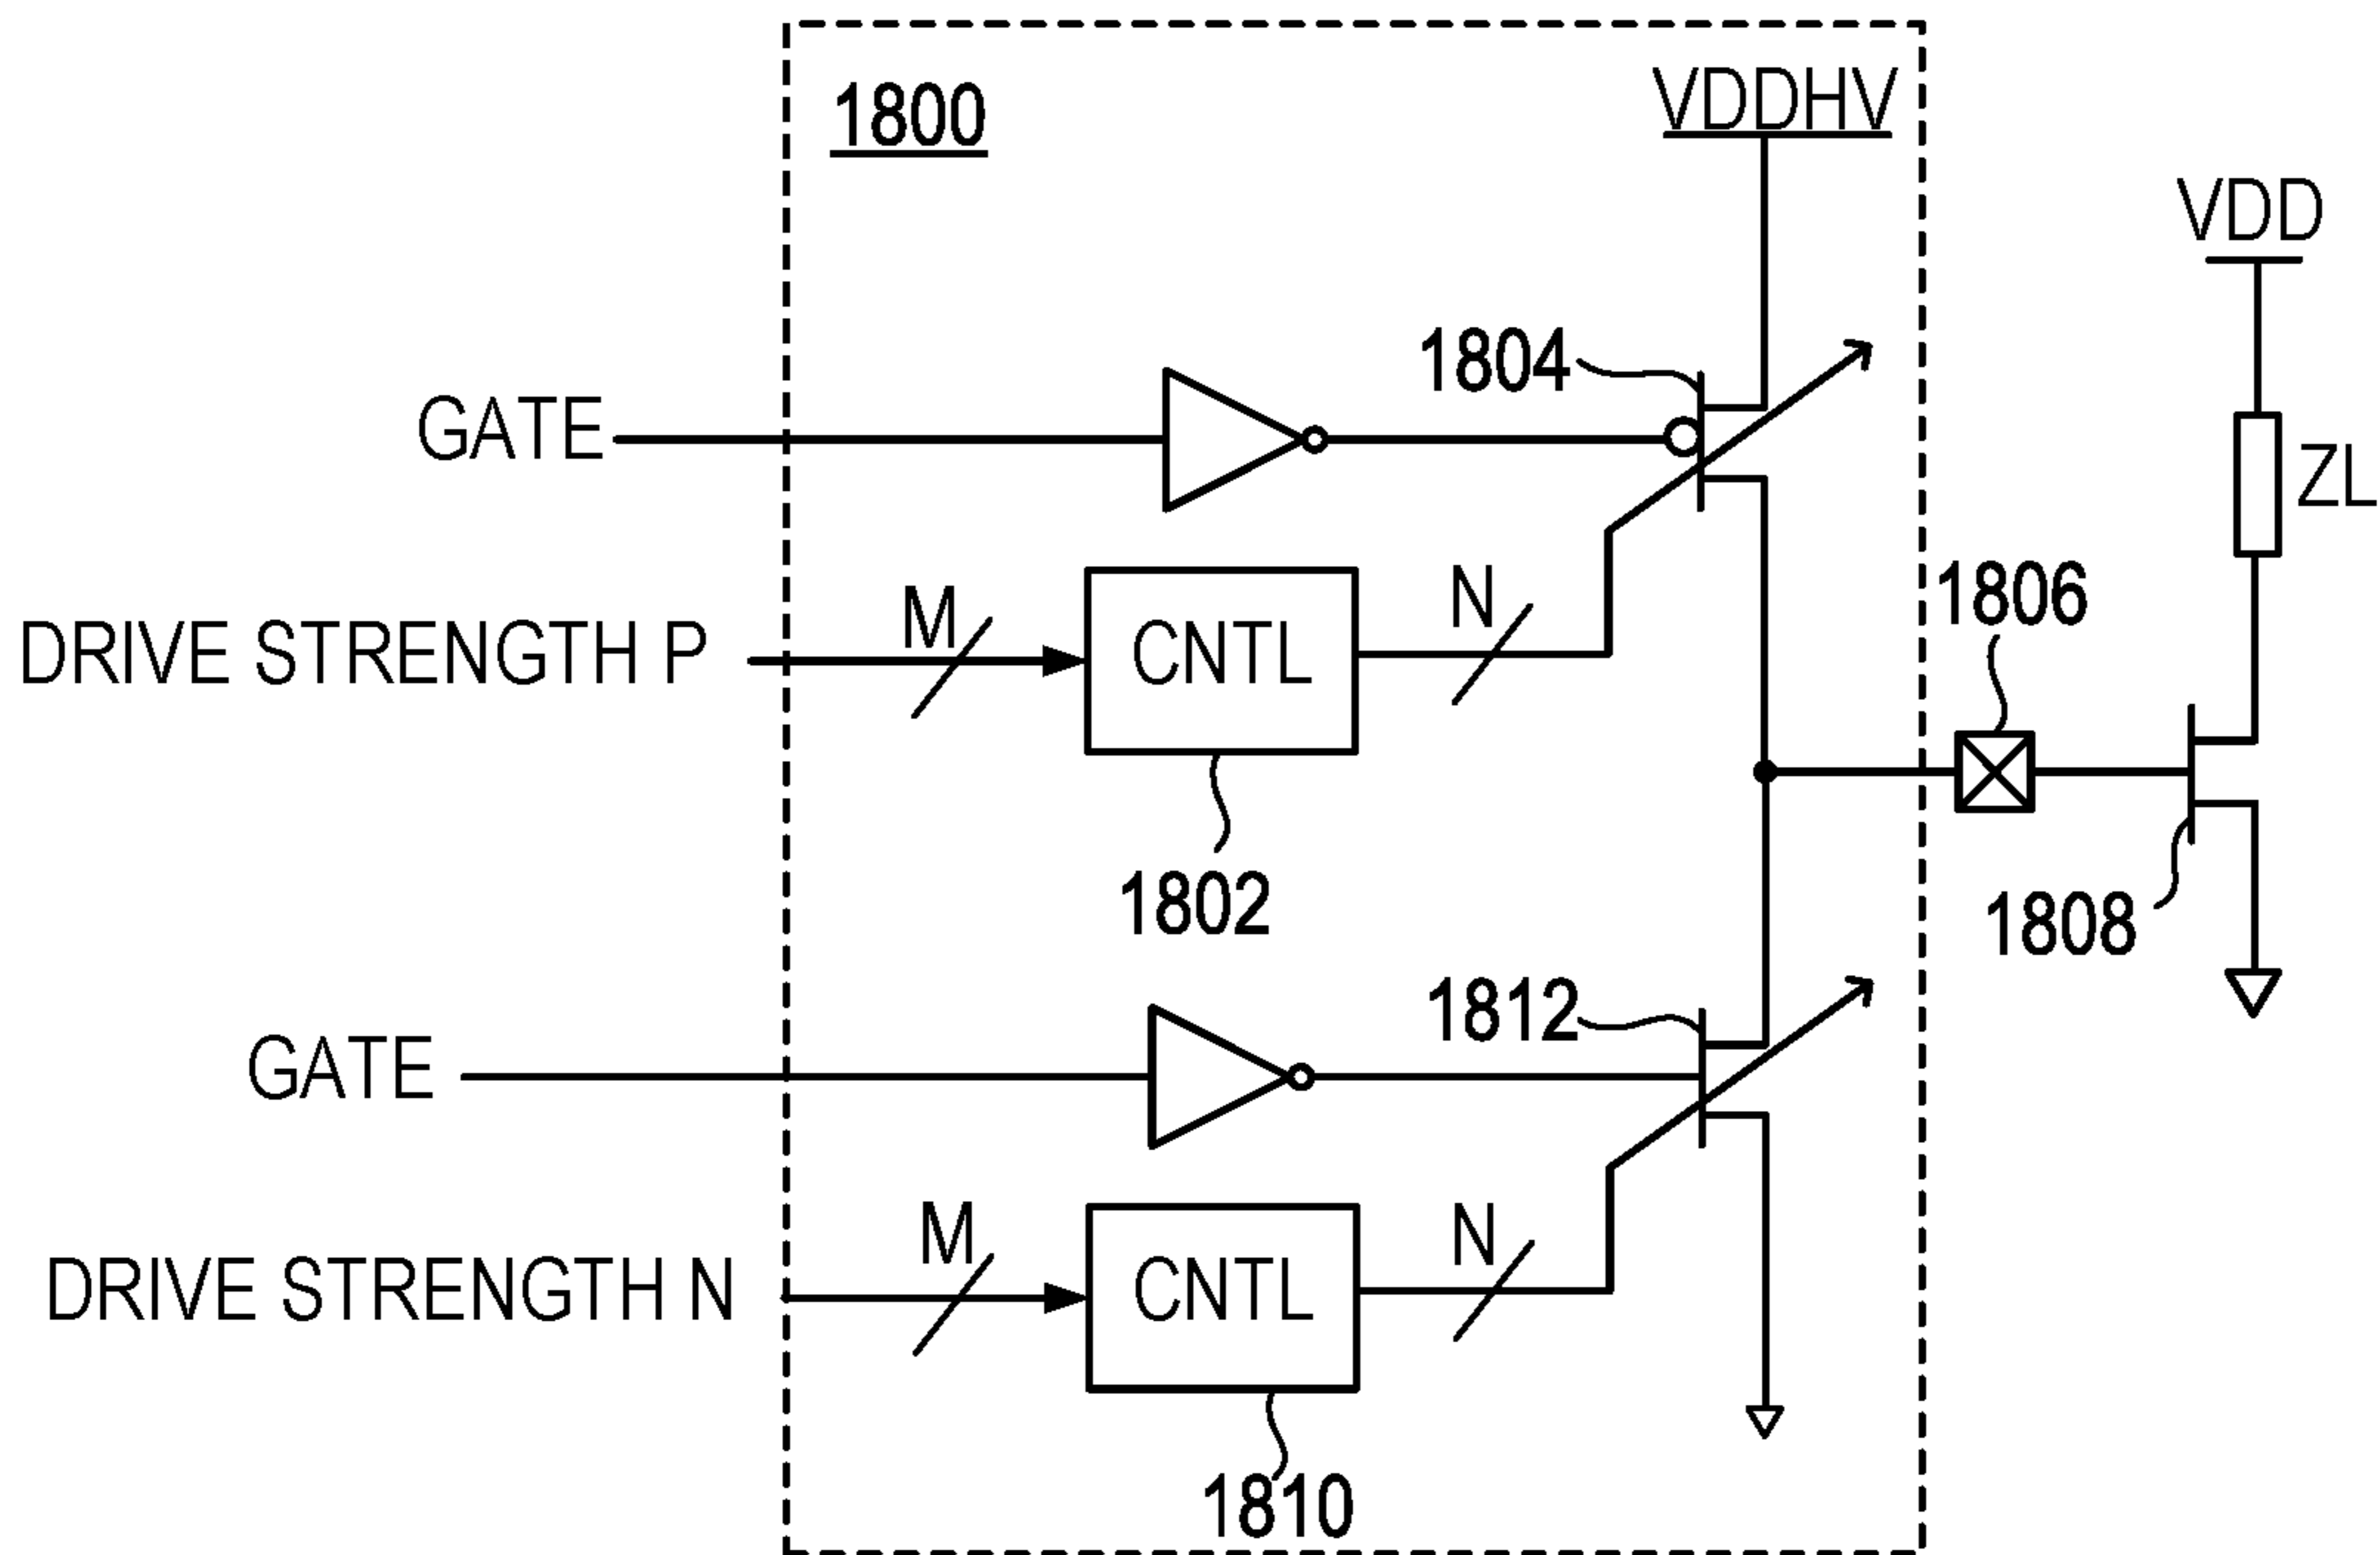 1800
VDDHV
VDD
1804
GATE
ZL
M
N
1806
DRIVE STRENGTH P
CNTL
1802
1808
1812
GATE
M
N
DRIVE STRENGTH N
CNTL
1810